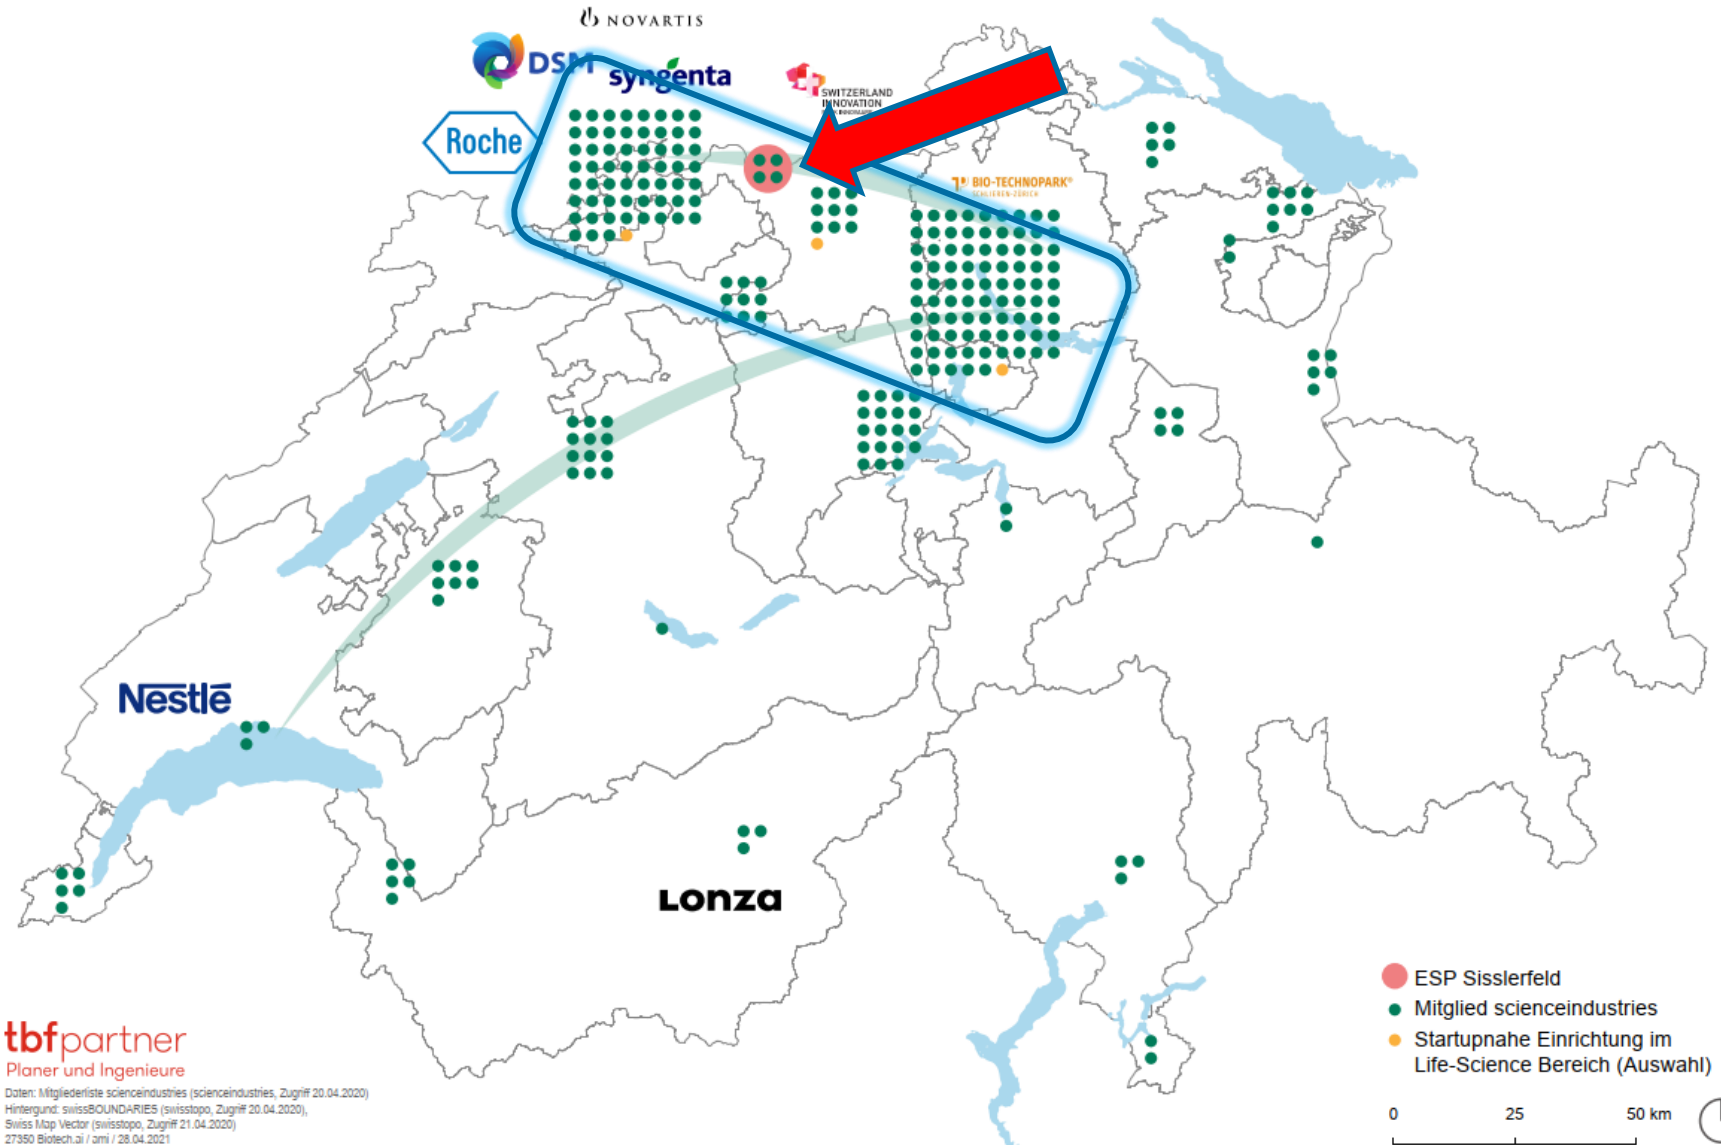 NOVARTIS
DSM
syngenta
Roche
SWITZERLAND
INNOVATION
BIO-TECHNOPARK®
SCHLIEREN-ZÜRICH
Nestlé
Lonza
ESP Sisslerfeld
Mitglied scienceindustries
Startupnahe Einrichtung im
Life-Science Bereich (Auswahl)
0 25 50 km
tbfpartner
Planer und Ingenieure
Daten: Mitgliederliste scienceindustries (scienceindustries, Zugriff 20.04.2020)
Hintergund: swissBOUNDARIES (swisstopo, Zugriff 20.04.2020),
Swiss Map Vector (swisstopo, Zugriff 21.04.2020)
27350 Biotech.ai / ami / 28.04.2021